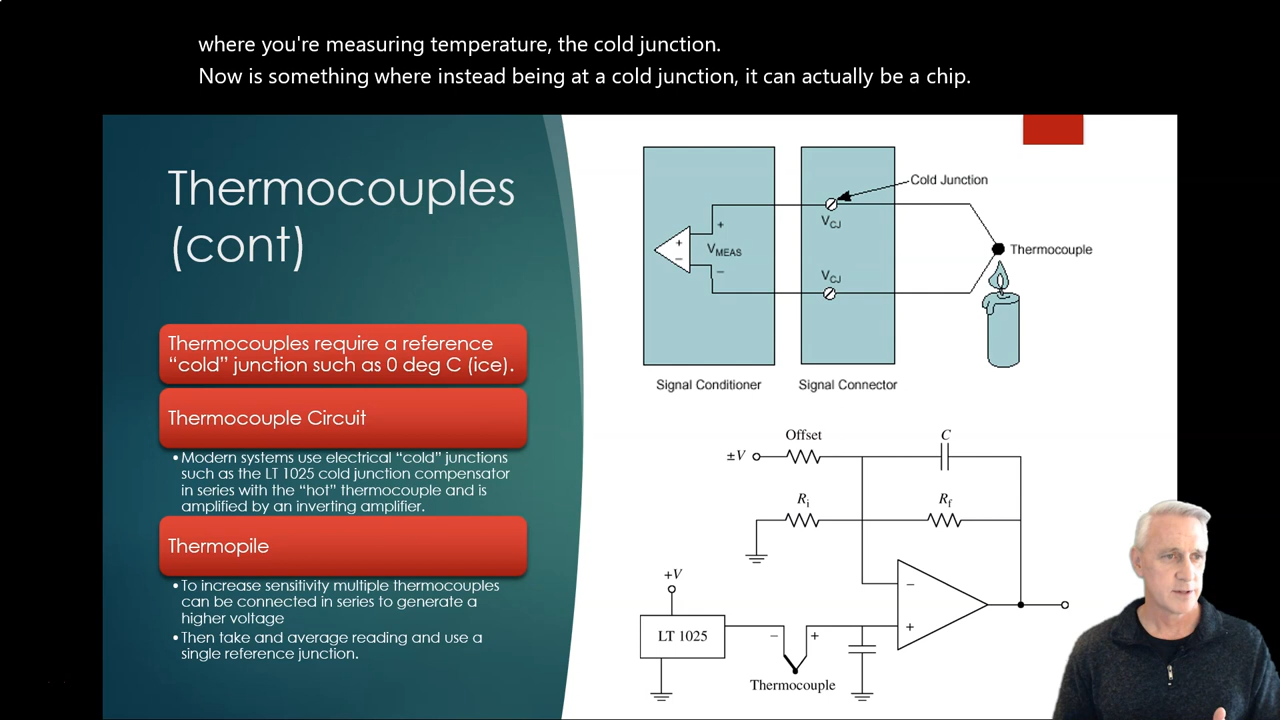 where you're measuring temperature, the cold junction.
Now is something where instead being at a cold junction, it can actually be a chip.
Thermocouples
(cont)
Thermocouples require a reference
“cold” junction such as 0 deg C (ice).
Thermocouple Circuit
•Modern systems use electrical “cold” junctions
such as the LT 1025 cold junction compensator
in series with the “hot” thermocouple and is
amplified by an inverting amplifier.
Thermopile
•To increase sensitivity multiple thermocouples
can be connected in series to generate a
higher voltage
•Then take and average reading and use a
single reference junction.
Cold Junction
VCJ
+
+
VMEAS
−
−
Thermocouple
VCJ
Signal Conditioner
Signal Connector
Offset
C
±V
Ri
Rf
+V
−
LT 1025
−
+
+
Thermocouple